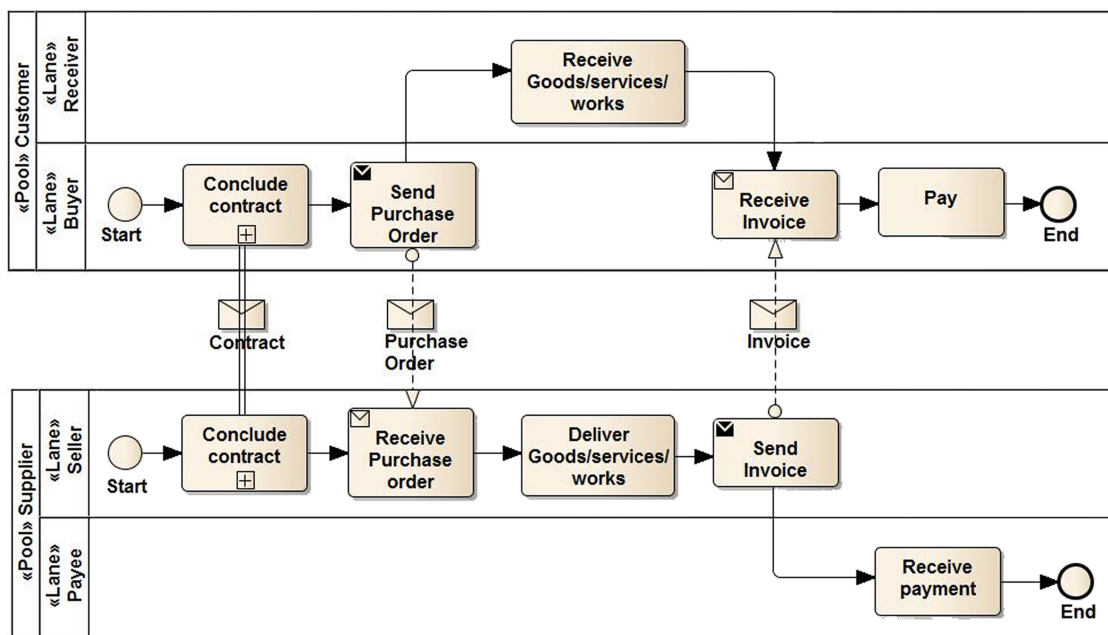 «Pool» Customer
«Lane»
Receiver
Receive
Goods/services/
works
«Lane»
Buyer
Start
Conclude
contract
Send
Purchase
Order
Receive
Invoice
Pay
End
Contract
Purchase
Order
Invoice
«Pool» Supplier
«Lane»
Seller
Start
Conclude
contract
Receive
Purchase
order
Deliver
Goods/services/
works
Send
Invoice
«Lane»
Payee
Receive
payment
End